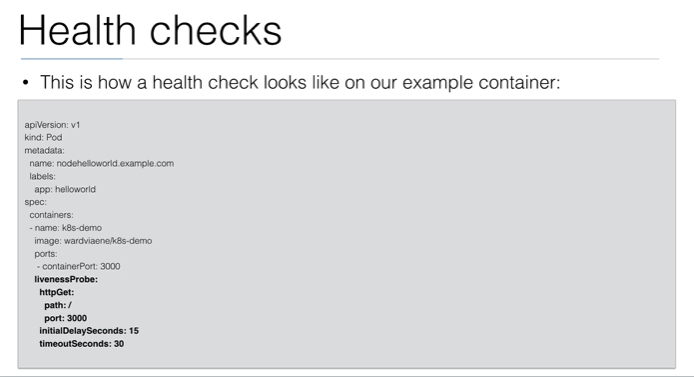 Health checks
• This is how a health check looks like on our example container:
apiVersion: v1
kind: Pod
metadata:
  name: nodehelloworld.example.com
  labels:
    app: helloworld
spec:
  containers:
  - name: k8s-demo
    image: wardviaene/k8s-demo
    ports:
    - containerPort: 3000
    livenessProbe:
      httpGet:
        path: /
        port: 3000
      initialDelaySeconds: 15
      timeoutSeconds: 30